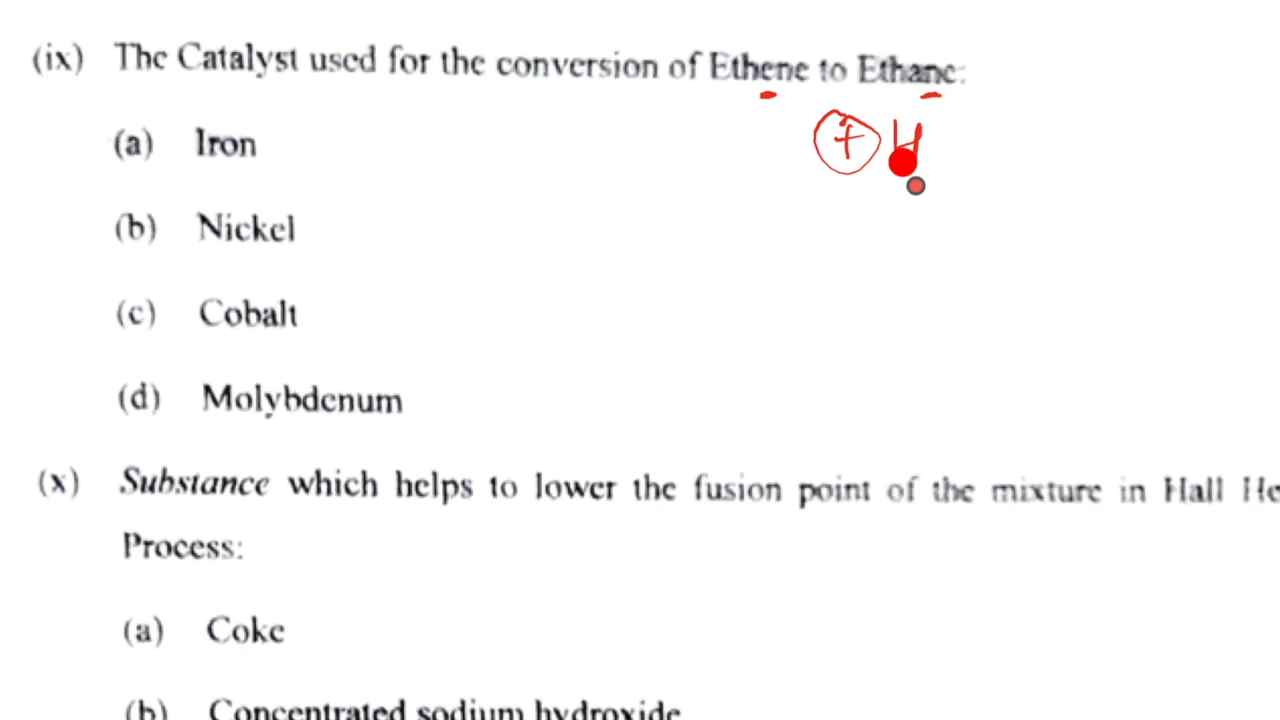 (ix) The Catalyst used for the conversion of Ethene to Ethane:
+ H
(a) Iron
(b) Nickel
(c) Cobalt
(d) Molybdenum
(x) Substance which helps to lower the fusion point of the mixture in Hall He
Process:
(a) Coke
(b) Concentrated sodium hydroxide